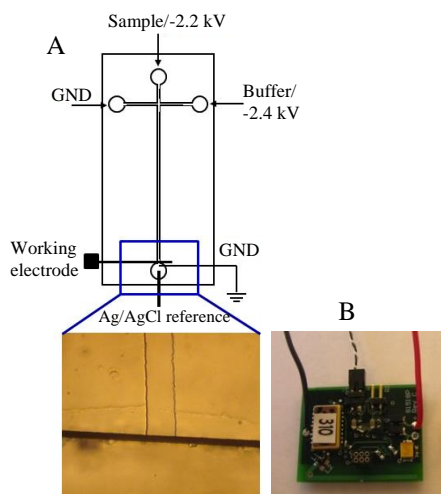 Sample/-2.2 kV
A
GND
Buffer/
-2.4 kV
Working
electrode
GND
Ag/AgCl reference
B
310